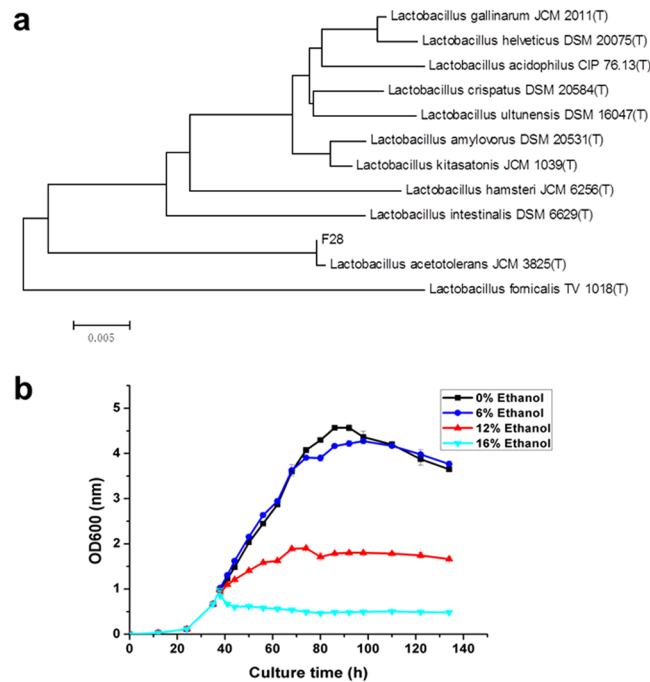 a
Lactobacillus gallinarum JCM 2011(T)
Lactobacillus helveticus DSM 20075(T)
Lactobacillus acidophilus CIP 76.13(T)
Lactobacillus crispatus DSM 20584(T)
Lactobacillus ultunensis DSM 16047(T)
Lactobacillus amylovorus DSM 20531(T)
Lactobacillus kitasatonis JCM 1039(T)
Lactobacillus hamsteri JCM 6256(T)
Lactobacillus intestinalis DSM 6629(T)
F28
Lactobacillus acetotolerans JCM 3825(T)
Lactobacillus fornicalis TV 1018(T)
0.005
b
0% Ethanol
6% Ethanol
12% Ethanol
16% Ethanol
OD600 (nm)
5
4
3
2
1
0
0 20 40 60 80 100 120 140
Culture time (h)